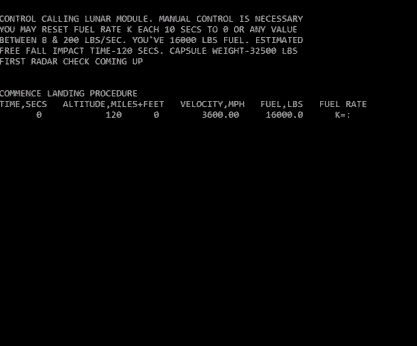 CONTROL CALLING LUNAR MODULE. MANUAL CONTROL IS NECESSARY
YOU MAY RESET FUEL RATE K EACH 10 SECS TO 0 OR ANY VALUE
BETWEEN 8 & 200 LBS/SEC. YOU'VE 16000 LBS FUEL. ESTIMATED
FREE FALL IMPACT TIME-120 SECS. CAPSULE WEIGHT-32500 LBS
FIRST RADAR CHECK COMING UP
COMMENCE LANDING PROCEDURE
TIME,SECS ALTITUDE,MILES+FEET VELOCITY,MPH FUEL,LBS FUEL RATE
0 120 0 3600.00 16000.0 K=: